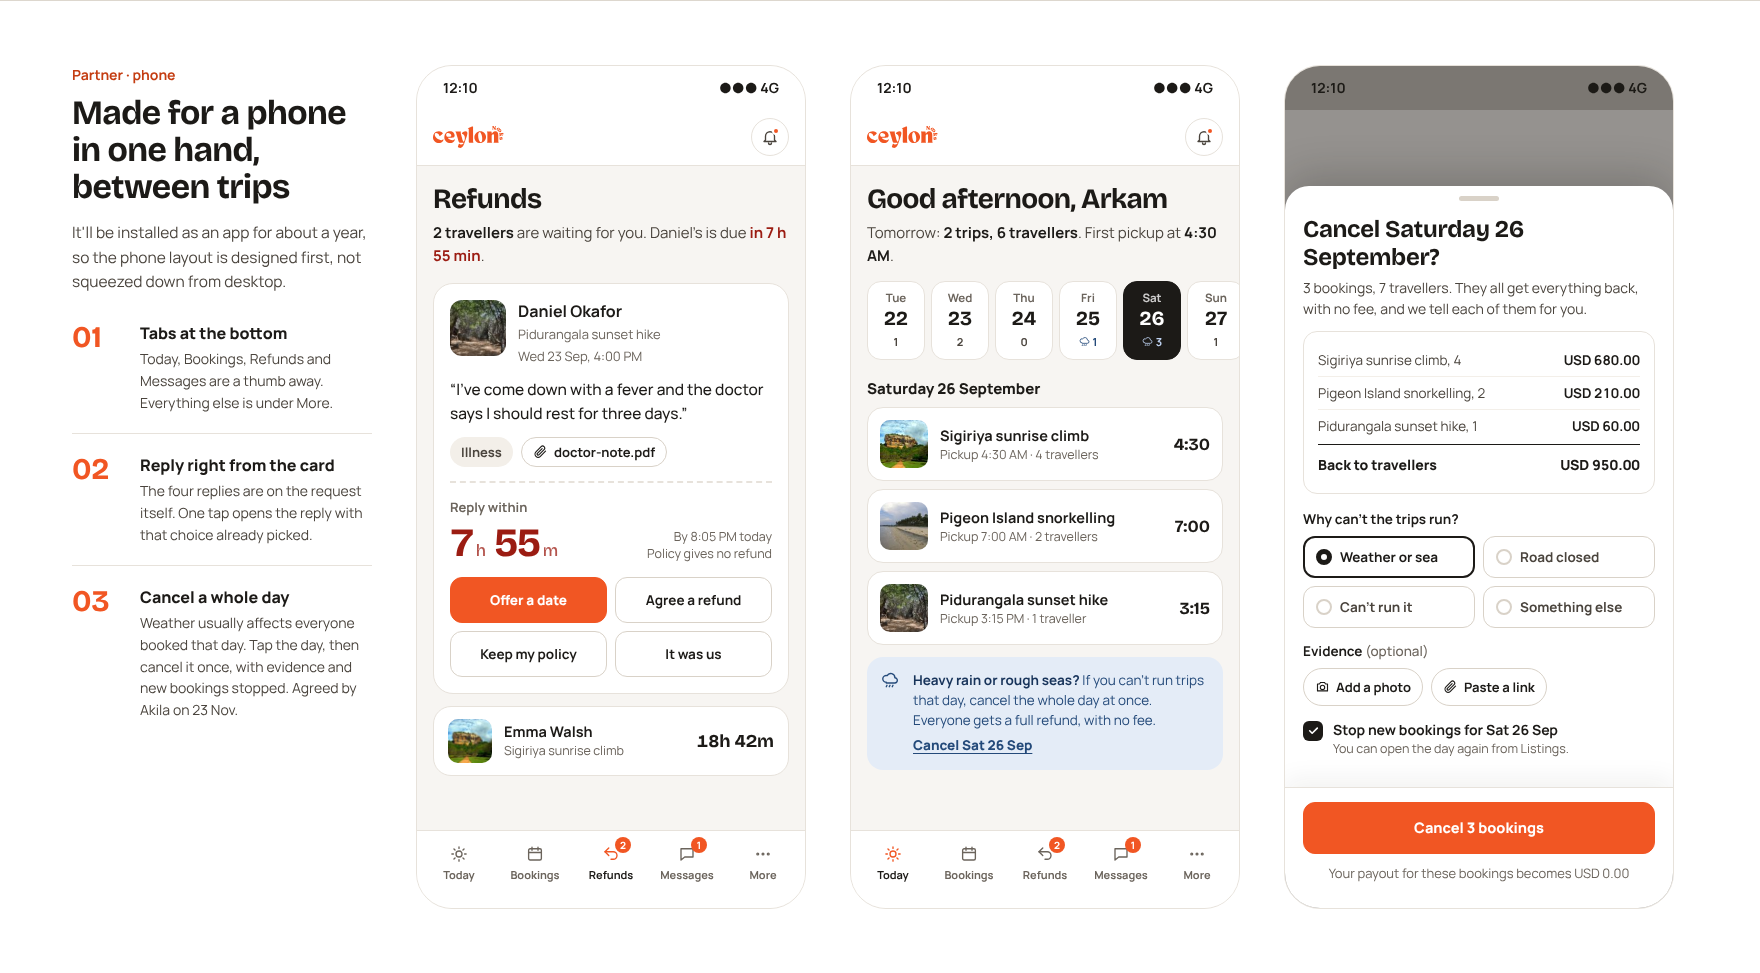 Partner · phone
Made for a phone
in one hand,
between trips
It'll be installed as an app for about a year,
so the phone layout is designed first, not
squeezed down from desktop.
01
Tabs at the bottom
Today, Bookings, Refunds and
Messages are a thumb away.
Everything else is under More.
02
Reply right from the card
The four replies are on the request
itself. One tap opens the reply with
that choice already picked.
03
Cancel a whole day
Weather usually affects everyone
booked that day. Tap the day, then
cancel it once, with evidence and
new bookings stopped. Agreed by
Akila on 23 Nov.
12:10
4G
ceylon
Refunds
2 travellers are waiting for you. Daniel's is due in 7 h
55 min.
Daniel Okafor
Pidurangala sunset hike
Wed 23 Sep, 4:00 PM
“I've come down with a fever and the doctor
says I should rest for three days.”
Illness
doctor-note.pdf
Reply within
7 h 55 m
By 8:05 PM today
Policy gives no refund
Offer a date
Agree a refund
Keep my policy
It was us
Emma Walsh
Sigiriya sunrise climb
18h 42m
Today
Bookings
2
Refunds
1
Messages
More
12:10
4G
ceylon
Good afternoon, Arkam
Tomorrow: 2 trips, 6 travellers. First pickup at 4:30
AM.
Tue
22
1
Wed
23
2
Thu
24
0
Fri
25
1
Sat
26
3
Sun
27
1
Saturday 26 September
Sigiriya sunrise climb
Pickup 4:30 AM · 4 travellers
4:30
Pigeon Island snorkelling
Pickup 7:00 AM · 2 travellers
7:00
Pidurangala sunset hike
Pickup 3:15 PM · 1 traveller
3:15
Heavy rain or rough seas? If you can't run trips
that day, cancel the whole day at once.
Everyone gets a full refund, with no fee.
Cancel Sat 26 Sep
Today
Bookings
2
Refunds
1
Messages
More
12:10
4G
Cancel Saturday 26
September?
3 bookings, 7 travellers. They all get everything back,
with no fee, and we tell each of them for you.
Sigiriya sunrise climb, 4
USD 680.00
Pigeon Island snorkelling, 2
USD 210.00
Pidurangala sunset hike, 1
USD 60.00
Back to travellers
USD 950.00
Why can't the trips run?
Weather or sea
Road closed
Can't run it
Something else
Evidence (optional)
Add a photo
Paste a link
Stop new bookings for Sat 26 Sep
You can open the day again from Listings.
Cancel 3 bookings
Your payout for these bookings becomes USD 0.00